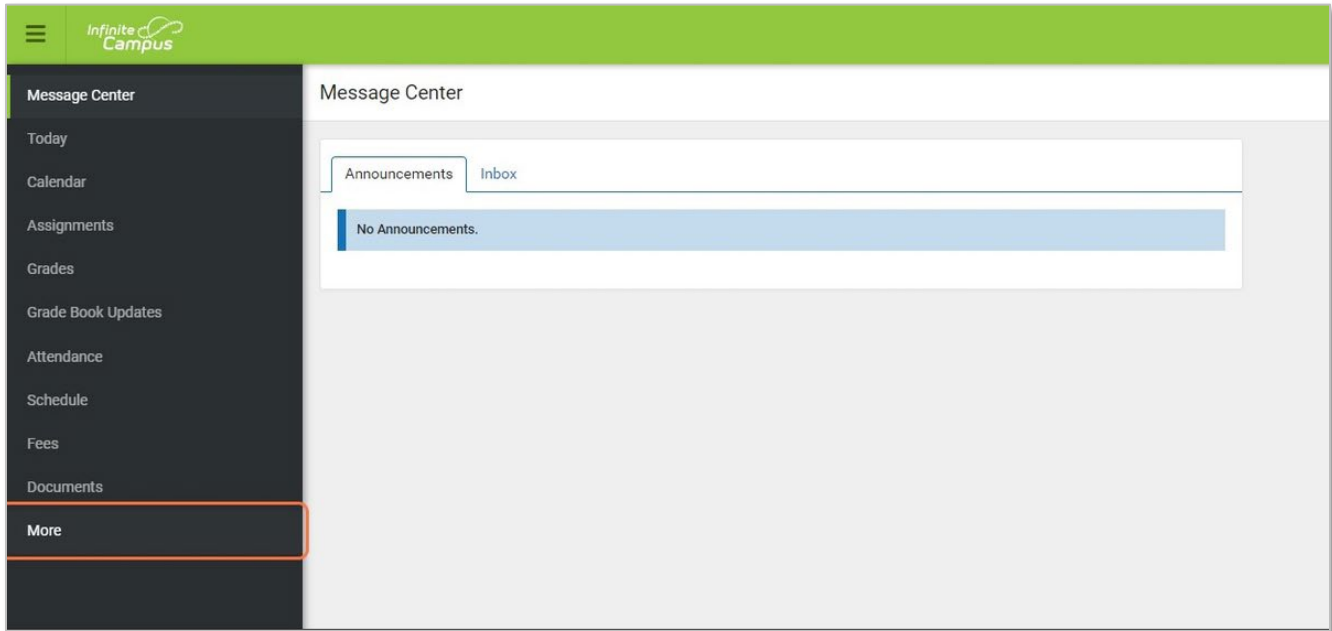 Infinite
Campus
Message Center
Today
Calendar
Assignments
Grades
Grade Book Updates
Attendance
Schedule
Fees
Documents
More
Message Center
Announcements Inbox
No Announcements.